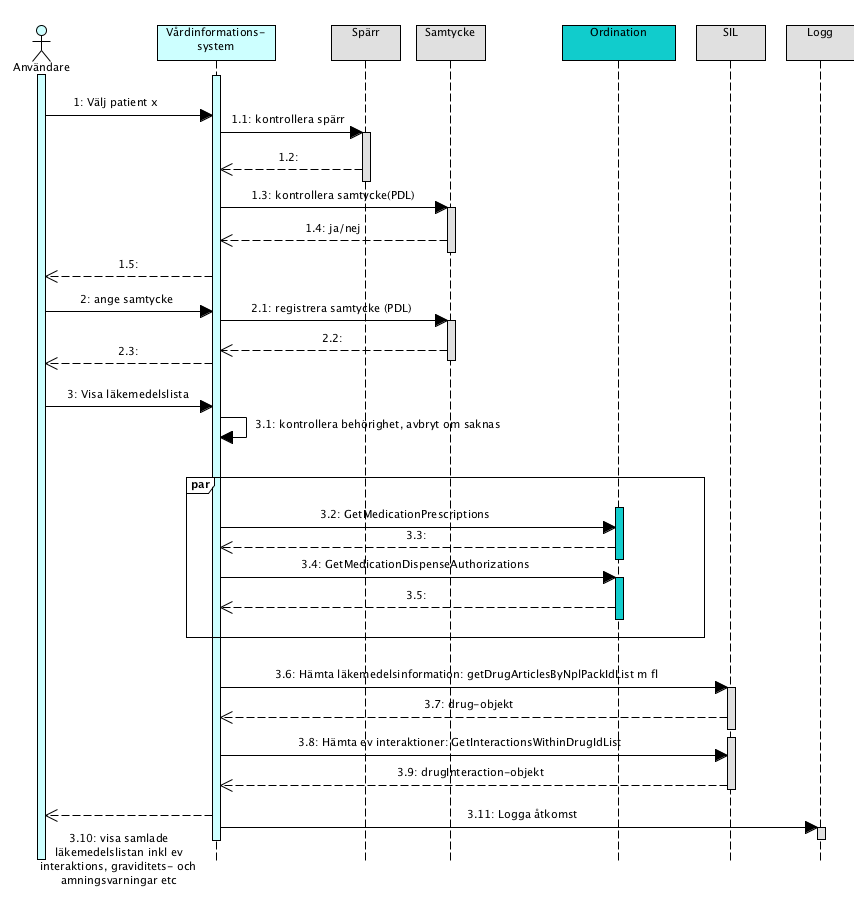 Användare
Vårdinformations-
system
Spärr
Samtycke
Ordination
SIL
Logg
1: Välj patient x
1.1: kontrollera spärr
1.2:
1.3: kontrollera samtycke(PDL)
1.4: ja/nej
1.5:
2: ange samtycke
2.1: registrera samtycke (PDL)
2.2:
2.3:
3: Visa läkemedelslista
3.1: kontrollera behörighet, avbryt om saknas
par
3.2: GetMedicationPrescriptions
3.3:
3.4: GetMedicationDispenseAuthorizations
3.5:
3.6: Hämta läkemedelsinformation: getDrugArticlesByNplPackIdList m fl
3.7: drug-objekt
3.8: Hämta ev interaktioner: GetInteractionsWithinDrugIdList
3.9: drugInteraction-objekt
3.11: Logga åtkomst
3.10: visa samlade
läkemedelslistan inkl ev
interaktions, graviditets- och
amningsvarningar etc